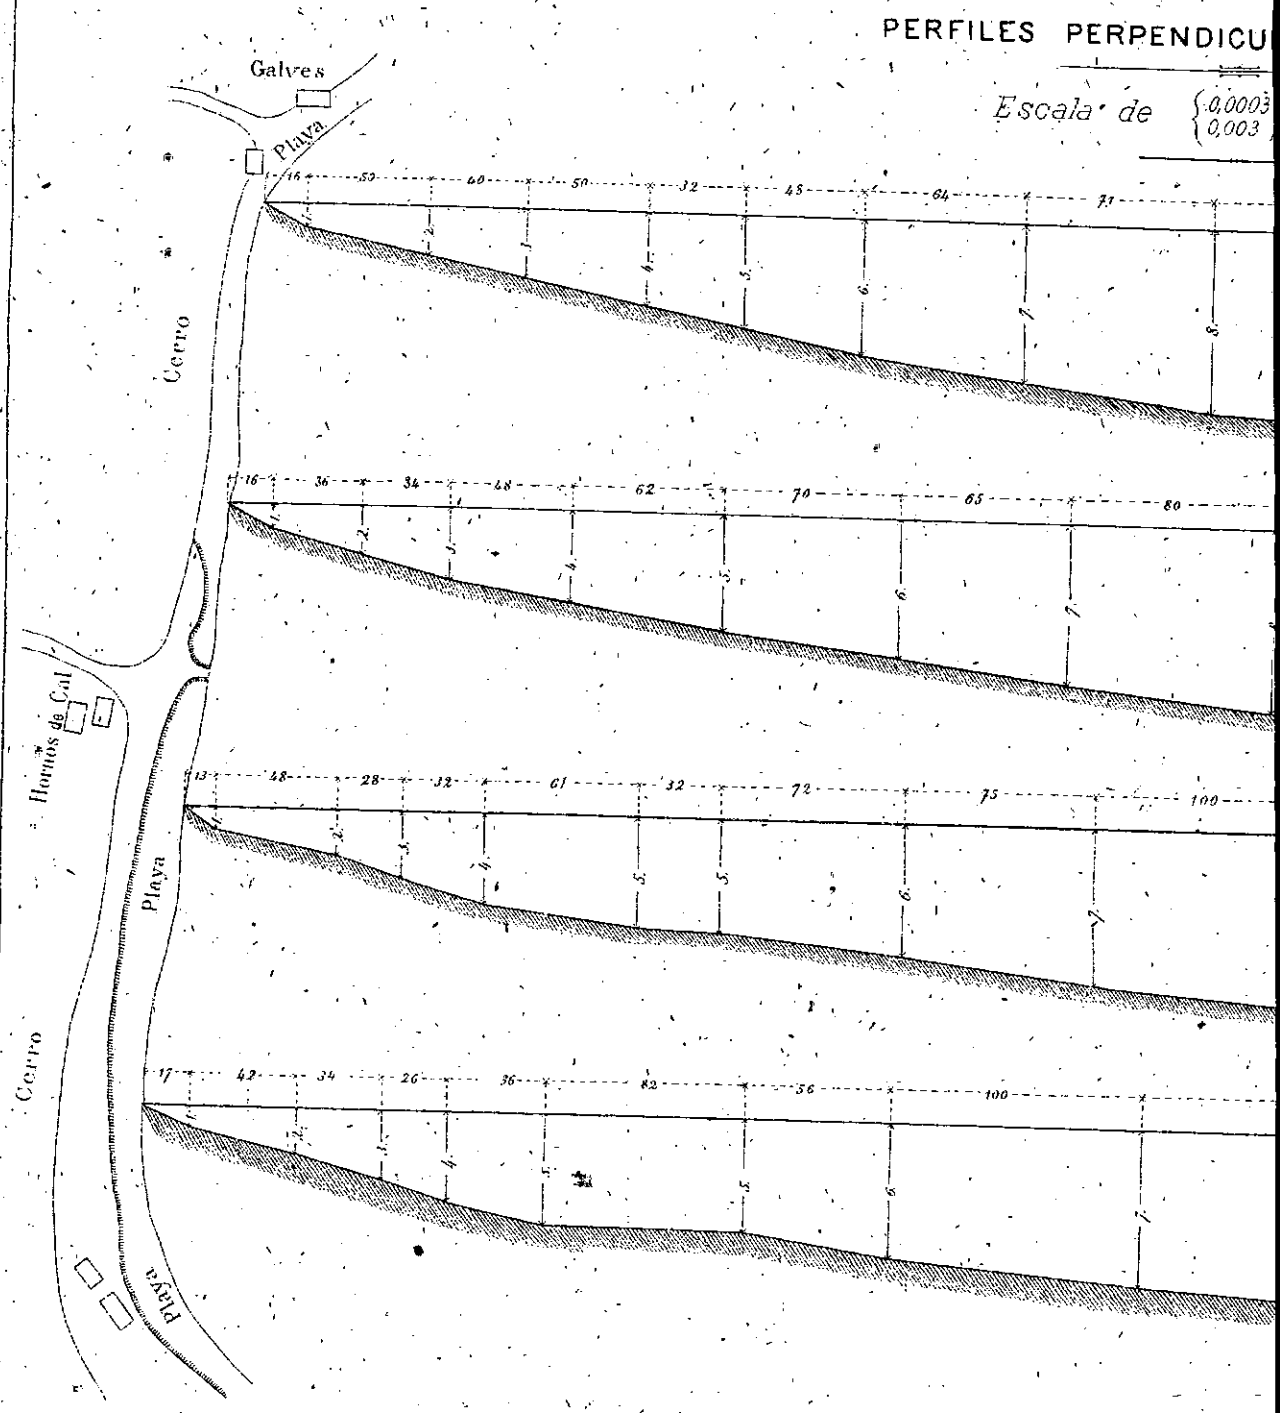 PERFILES PERPENDICU
Escala de {0,0003
{0,003
Galves
Playa
16 50 40 50 32 48 64 71
1. 2. 3. 4. 5. 6. 7. 8.
Cerro
16 36 34 48 62 70 65 80
1. 2. 3. 4. 5. 6. 7.
Hornos de Cal
13 48 28 32 61 32 72 75 100
1. 2. 3. 4. 5. 5. 6. 7.
Playa
Cerro
17 42 34 26 36 82 56 100
1. 2. 3. 4. 5. 5. 6. 7.
Playa